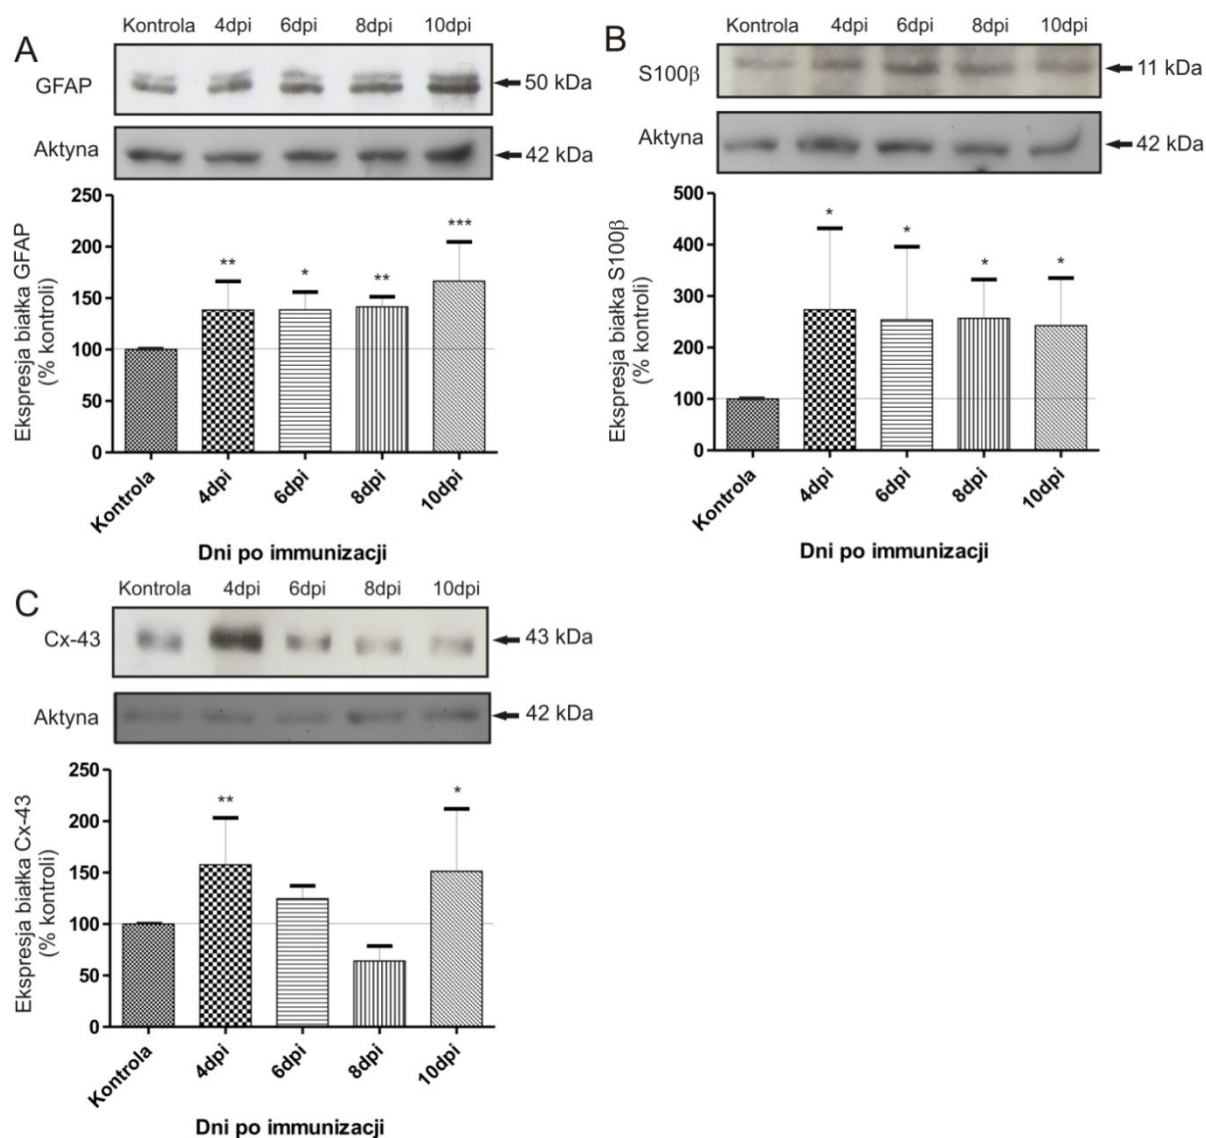 A
Kontrola 4dpi 6dpi 8dpi 10dpi
GFAP
50 kDa
Aktyna
42 kDa
Ekspresja białka GFAP
(% kontroli)
250
200
150
100
50
0
**
*
**
***
Kontrola
4dpi
6dpi
8dpi
10dpi
Dni po immunizacji
B
Kontrola 4dpi 6dpi 8dpi 10dpi
S100β
11 kDa
Aktyna
42 kDa
Ekspresja białka S100β
(% kontroli)
500
400
300
200
100
0
*
*
*
*
Kontrola
4dpi
6dpi
8dpi
10dpi
Dni po immunizacji
C
Kontrola 4dpi 6dpi 8dpi 10dpi
Cx-43
43 kDa
Aktyna
42 kDa
Ekspresja białka Cx-43
(% kontroli)
250
200
150
100
50
0
**
*
Kontrola
4dpi
6dpi
8dpi
10dpi
Dni po immunizacji